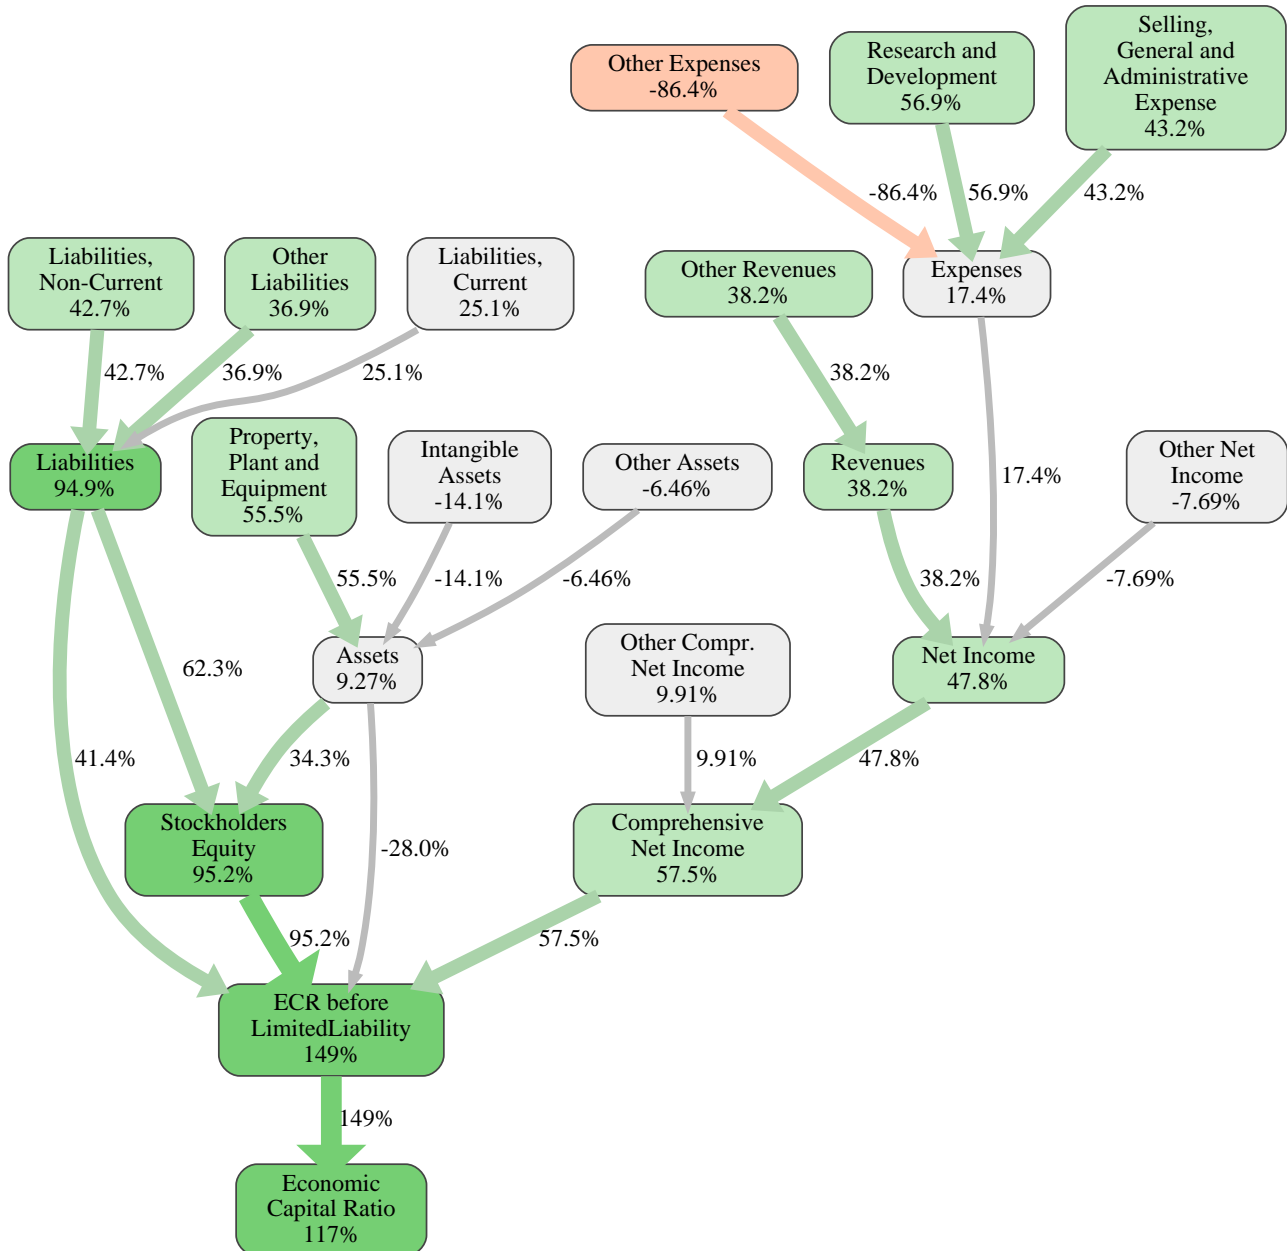 Selling,
General and
Administrative
Expense
43.2%
Research and
Development
56.9%
Other Expenses
-86.4%
-86.4%
56.9%
43.2%
Liabilities,
Non-Current
42.7%
Other
Liabilities
36.9%
Liabilities,
Current
25.1%
Other Revenues
38.2%
Expenses
17.4%
42.7%
36.9%
25.1%
38.2%
Liabilities
94.9%
Property,
Plant and
Equipment
55.5%
Intangible
Assets
-14.1%
Other Assets
-6.46%
Revenues
38.2%
17.4%
Other Net
Income
-7.69%
55.5%
-14.1%
-6.46%
38.2%
-7.69%
62.3%
Assets
9.27%
Other Compr.
Net Income
9.91%
Net Income
47.8%
41.4%
34.3%
9.91%
47.8%
Stockholders
Equity
95.2%
-28.0%
Comprehensive
Net Income
57.5%
95.2%
57.5%
ECR before
LimitedLiability
149%
149%
Economic
Capital Ratio
117%